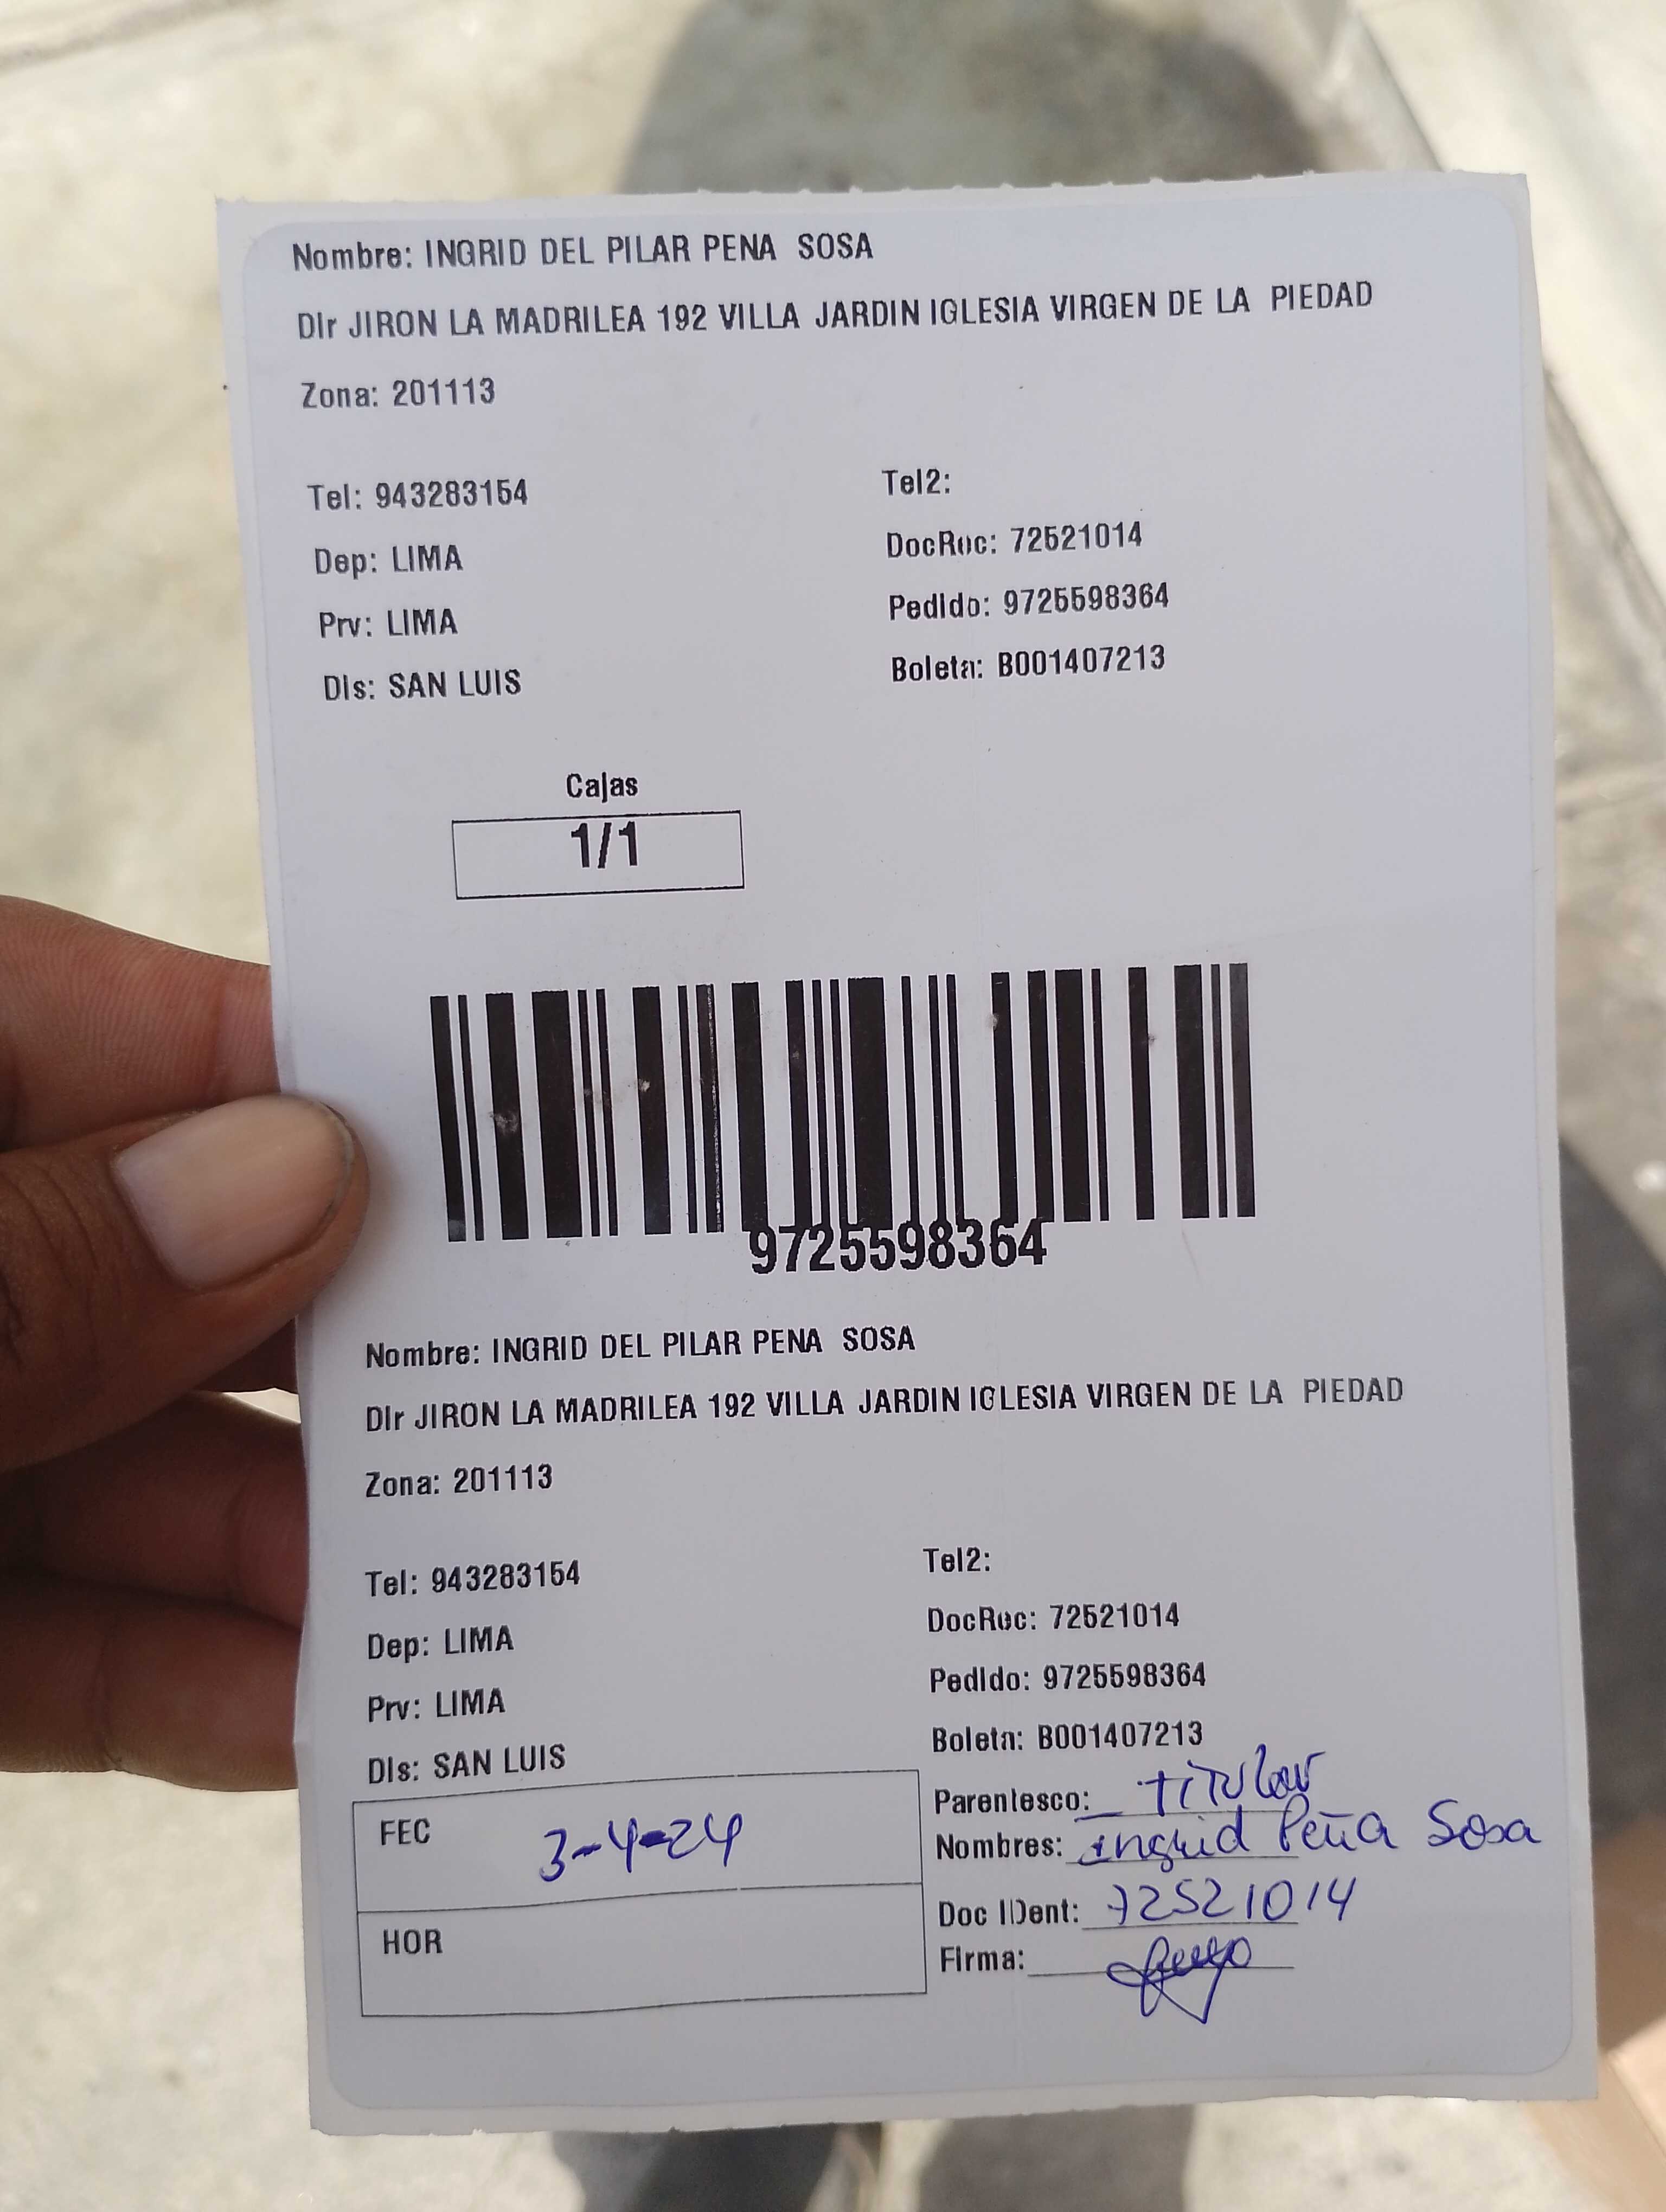 Nombre: INGRID DEL PILAR PENA SOSA
Dir JIRON LA MADRILEA 192 VILLA JARDIN IGLESIA VIRGEN DE LA PIEDAD
Zona: 201113
Tel: 943283154
Tel2:
Dep: LIMA
DocRec: 72521014
Prv: LIMA
Pedido: 9725598364
Dis: SAN LUIS
Boleta: B001407213
Cajas
1/1
9725598364
Nombre: INGRID DEL PILAR PENA SOSA
Dir JIRON LA MADRILEA 192 VILLA JARDIN IGLESIA VIRGEN DE LA PIEDAD
Zona: 201113
Tel: 943283154
Tel2:
Dep: LIMA
DocRec: 72521014
Prv: LIMA
Pedido: 9725598364
Dis: SAN LUIS
Boleta: B001407213
FEC 3-4-24
HOR
Parentesco: Titular
Nombres: Ingrid Peña Sosa
Doc IDent: 72521014
Firma: